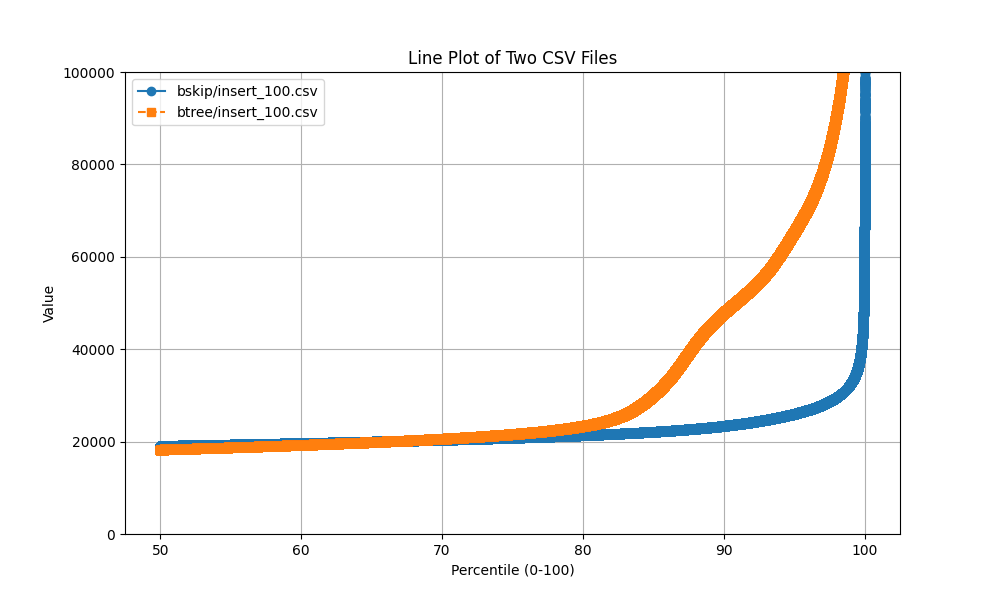 Line Plot of Two CSV Files
bskip/insert_100.csv
btree/insert_100.csv
100000
80000
60000
40000
20000
0
Value
50 60 70 80 90 100
Percentile (0-100)